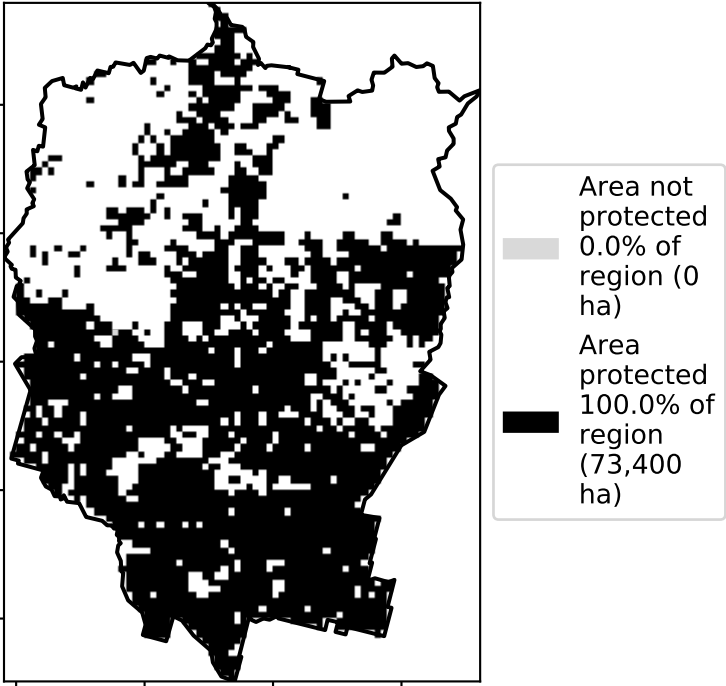 Area not
protected
0.0% of
region (0
ha)
Area
protected
100.0% of
region
(73,400
ha)